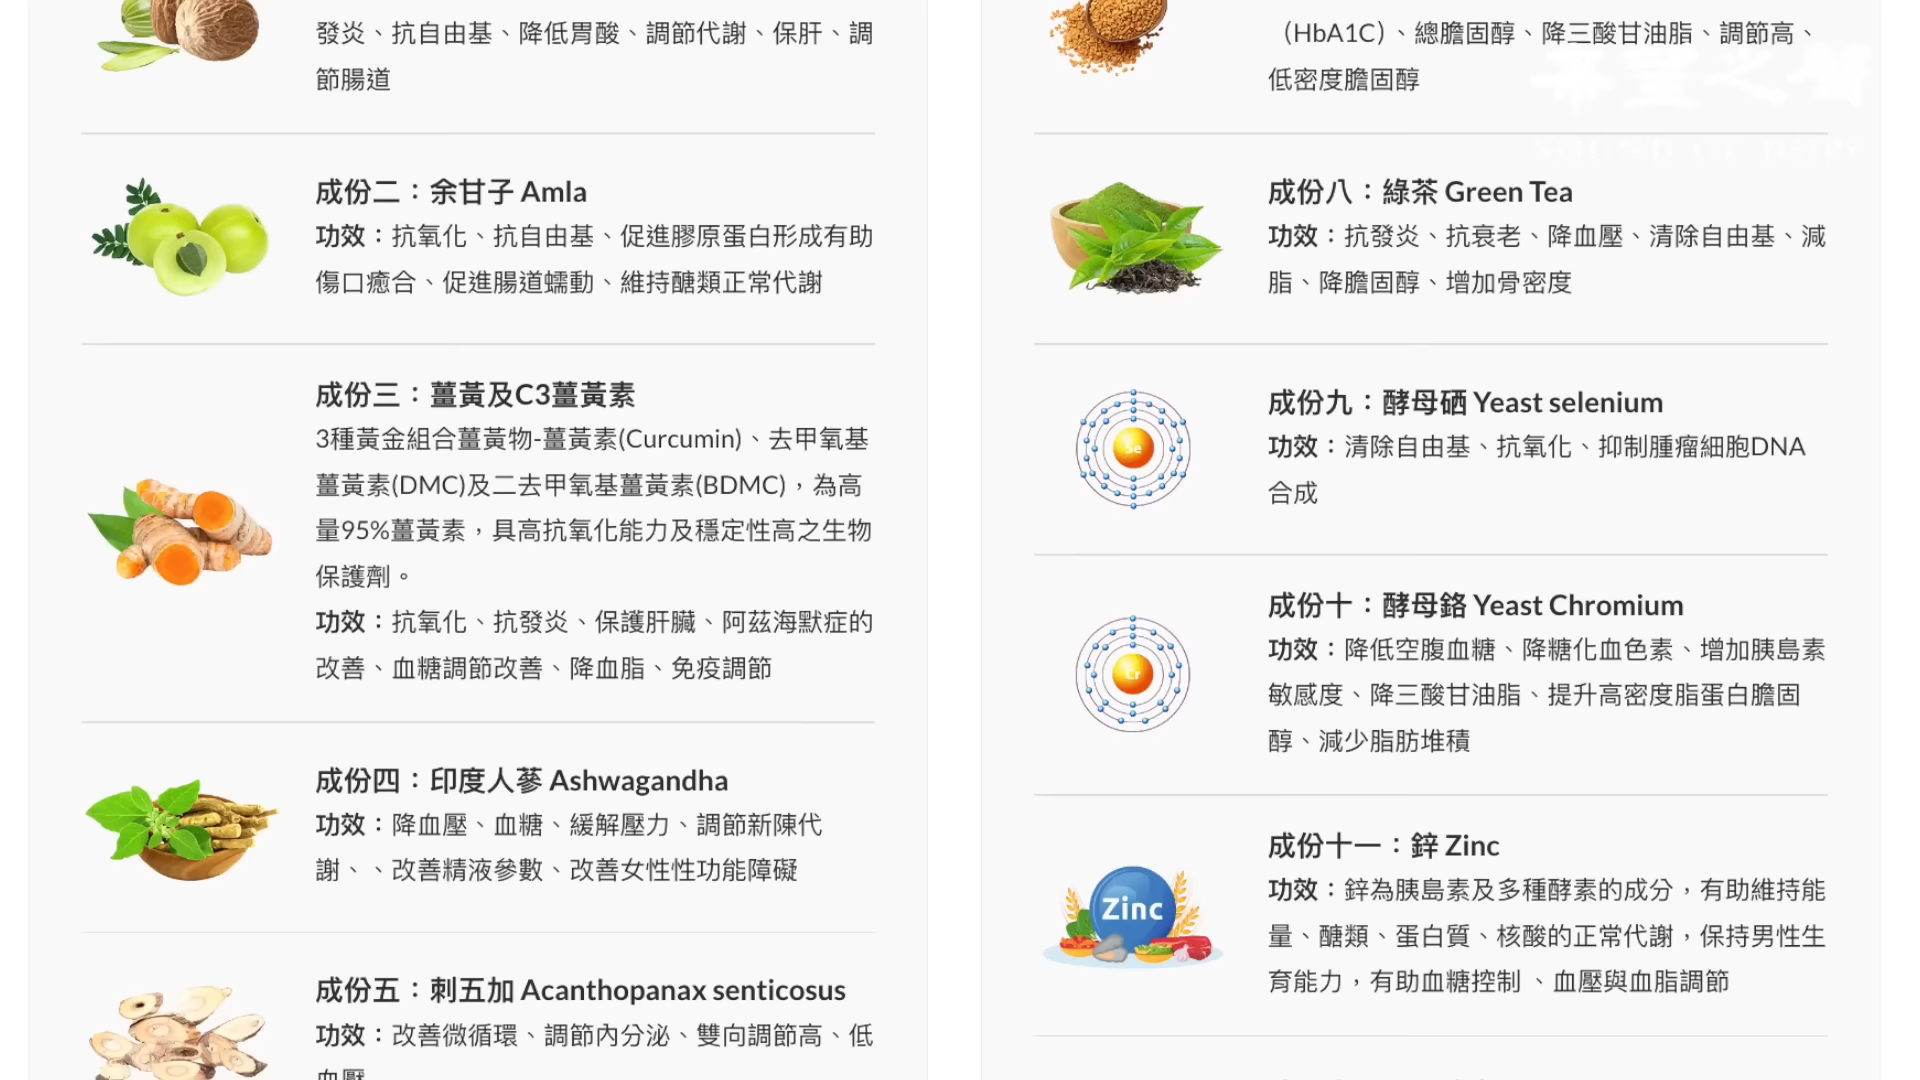 發炎、抗自由基、降低胃酸、調節代謝、保肝、調
節腸道
成份二：余甘子 Amla
功效：抗氧化、抗自由基、促進膠原蛋白形成有助
傷口癒合、促進腸道蠕動、維持醣類正常代謝
成份三：薑黃及C3薑黃素
3種黃金組合薑黃物-薑黃素(Curcumin)、去甲氧基
薑黃素(DMC)及二去甲氧基薑黃素(BDMC)，為高
量95%薑黃素，具高抗氧化能力及穩定性高之生物
保護劑。
功效：抗氧化、抗發炎、保護肝臟、阿茲海默症的
改善、血糖調節改善、降血脂、免疫調節
成份四：印度人蔘 Ashwagandha
功效：降血壓、血糖、緩解壓力、調節新陳代
謝、、改善精液參數、改善女性性功能障礙
成份五：刺五加 Acanthopanax senticosus
功效：改善微循環、調節內分泌、雙向調節高、低
血壓
（HbA1C）、總膽固醇、降三酸甘油脂、調節高、
低密度膽固醇
希望之聲
SOUND OF HOPE
成份八：綠茶 Green Tea
功效：抗發炎、抗衰老、降血壓、清除自由基、減
脂、降膽固醇、增加骨密度
Se
成份九：酵母硒 Yeast selenium
功效：清除自由基、抗氧化、抑制腫瘤細胞DNA
合成
Cr
成份十：酵母鉻 Yeast Chromium
功效：降低空腹血糖、降糖化血色素、增加胰島素
敏感度、降三酸甘油脂、提升高密度脂蛋白膽固
醇、減少脂肪堆積
Zinc
成份十一：鋅 Zinc
功效：鋅為胰島素及多種酵素的成分，有助維持能
量、醣類、蛋白質、核酸的正常代謝，保持男性生
育能力，有助血糖控制 、血壓與血脂調節